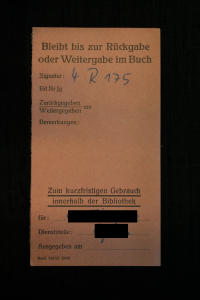 Bleibt bis zur Rückgabe
oder Weitergabe im Buch
Signatur: 4 R 175
Bd Nr Jg
Zurückgegeben
Weitergegeben am
Bemerkungen:
Zum kurzfristigen Gebrauch
innerhalb der Bibliothek
für:
Dienststelle:
Ausgegeben am